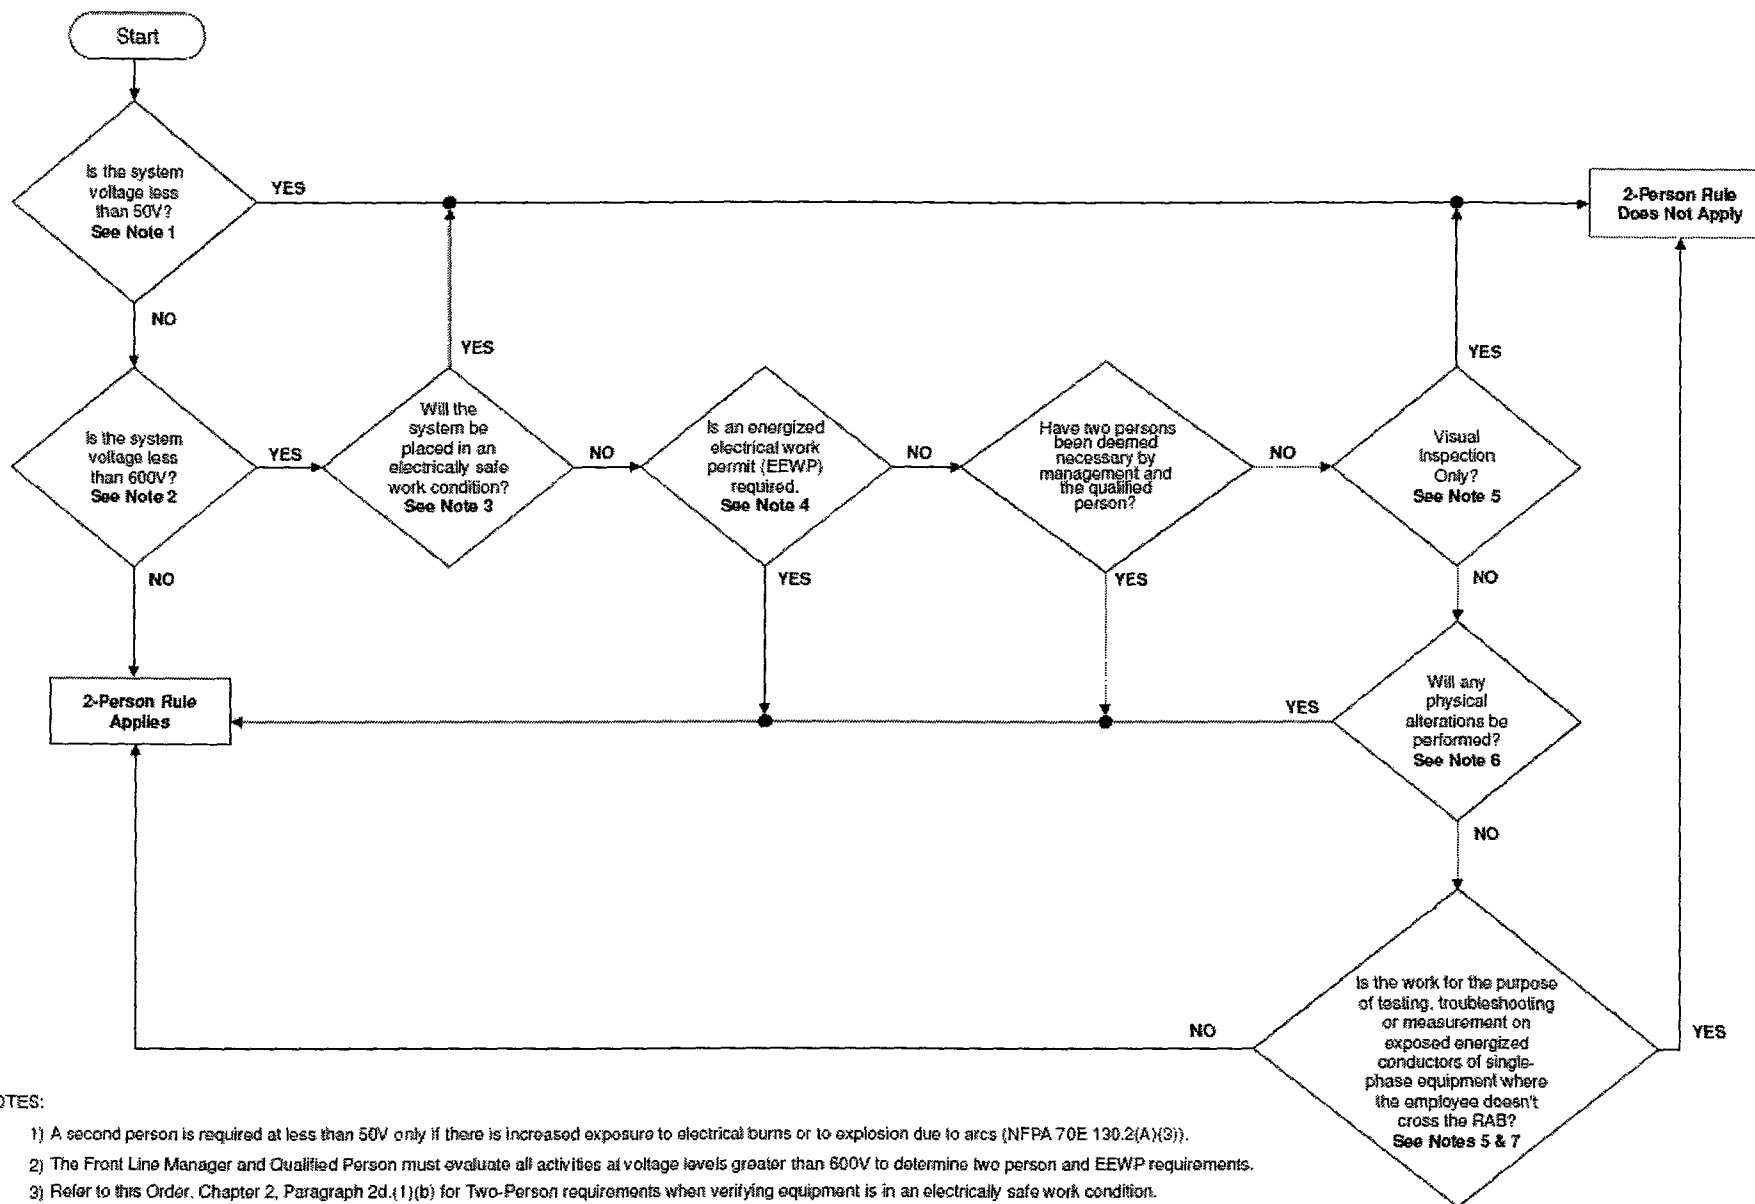 Start
Is the system
voltage less
than 50V?
See Note 1
YES
2-Person Rule
Does Not Apply
NO
YES
YES
Is the system
voltage less
than 600V?
See Note 2
YES
Will the
system be
placed in an
electrically safe
work condition?
See Note 3
NO
Is an energized
electrical work
permit (EEWP)
required.
See Note 4
NO
Have two persons
been deemed
necessary by
management and
the qualified
person?
NO
Visual
Inspection
Only?
See Note 5
NO
YES
YES
NO
2-Person Rule
Applies
YES
Will any
physical
alterations be
performed?
See Note 6
NO
NO
Is the work for the purpose
of testing, troubleshooting
or measurement on
exposed energized
conductors of single-
phase equipment where
the employee doesn't
cross the RAB?
See Notes 5 & 7
YES
OTES:
1) A second person is required at less than 50V only if there is increased exposure to electrical burns or to explosion due to arcs (NFPA 70E 130.2(A)(3)).
2) The Front Line Manager and Qualified Person must evaluate all activities at voltage levels greater than 600V to determine two person and EEWP requirements.
3) Refer to this Order, Chapter 2, Paragraph 2d.(1)(b) for Two-Person requirements when verifying equipment is in an electrically safe work condition.